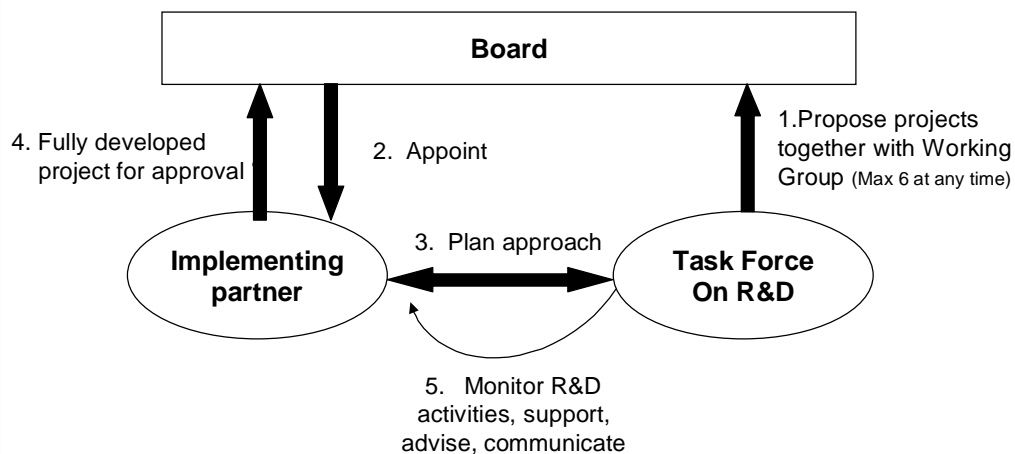 Board
1.Propose projects
together with Working
Group (Max 6 at any time)
2. Appoint
4. Fully developed
project for approval
3. Plan approach
Implementing
partner
Task Force
On R&D
5. Monitor R&D
activities, support,
advise, communicate